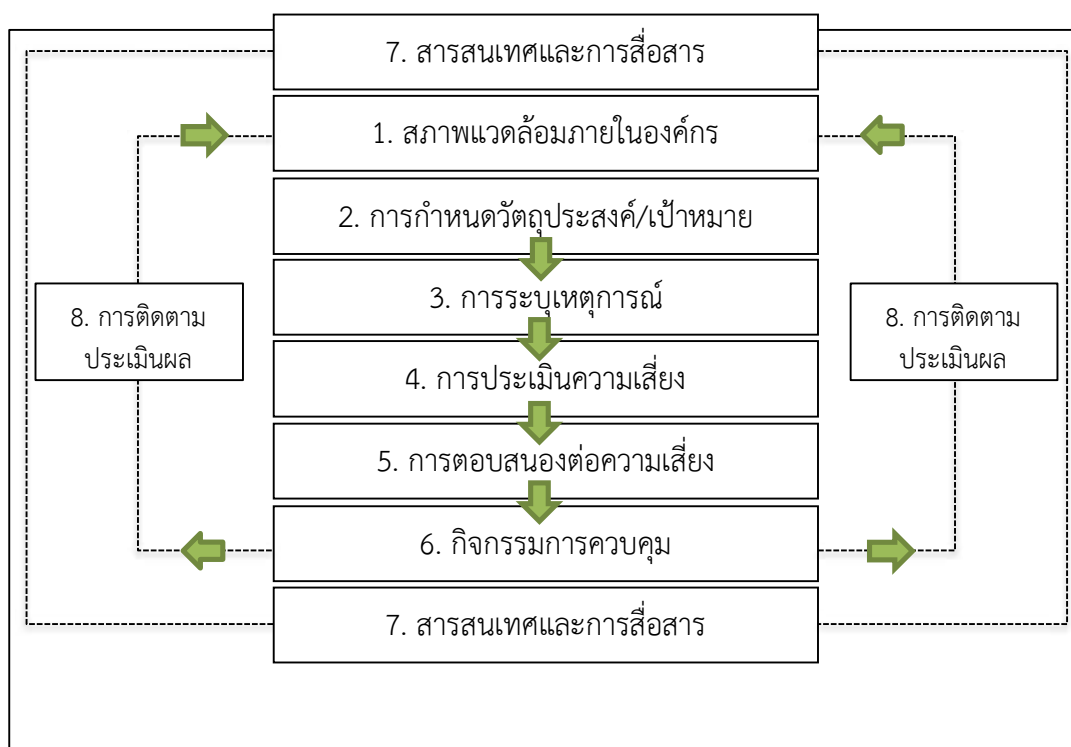 7. สารสนเทศและการสื่อสาร
1. สภาพแวดล้อมภายในองค์กร
2. การกำหนดวัตถุประสงค์/เป้าหมาย
3. การระบุเหตุการณ์
8. การติดตาม
ประเมินผล
8. การติดตาม
ประเมินผล
4. การประเมินความเสี่ยง
5. การตอบสนองต่อความเสี่ยง
6. กิจกรรมการควบคุม
7. สารสนเทศและการสื่อสาร